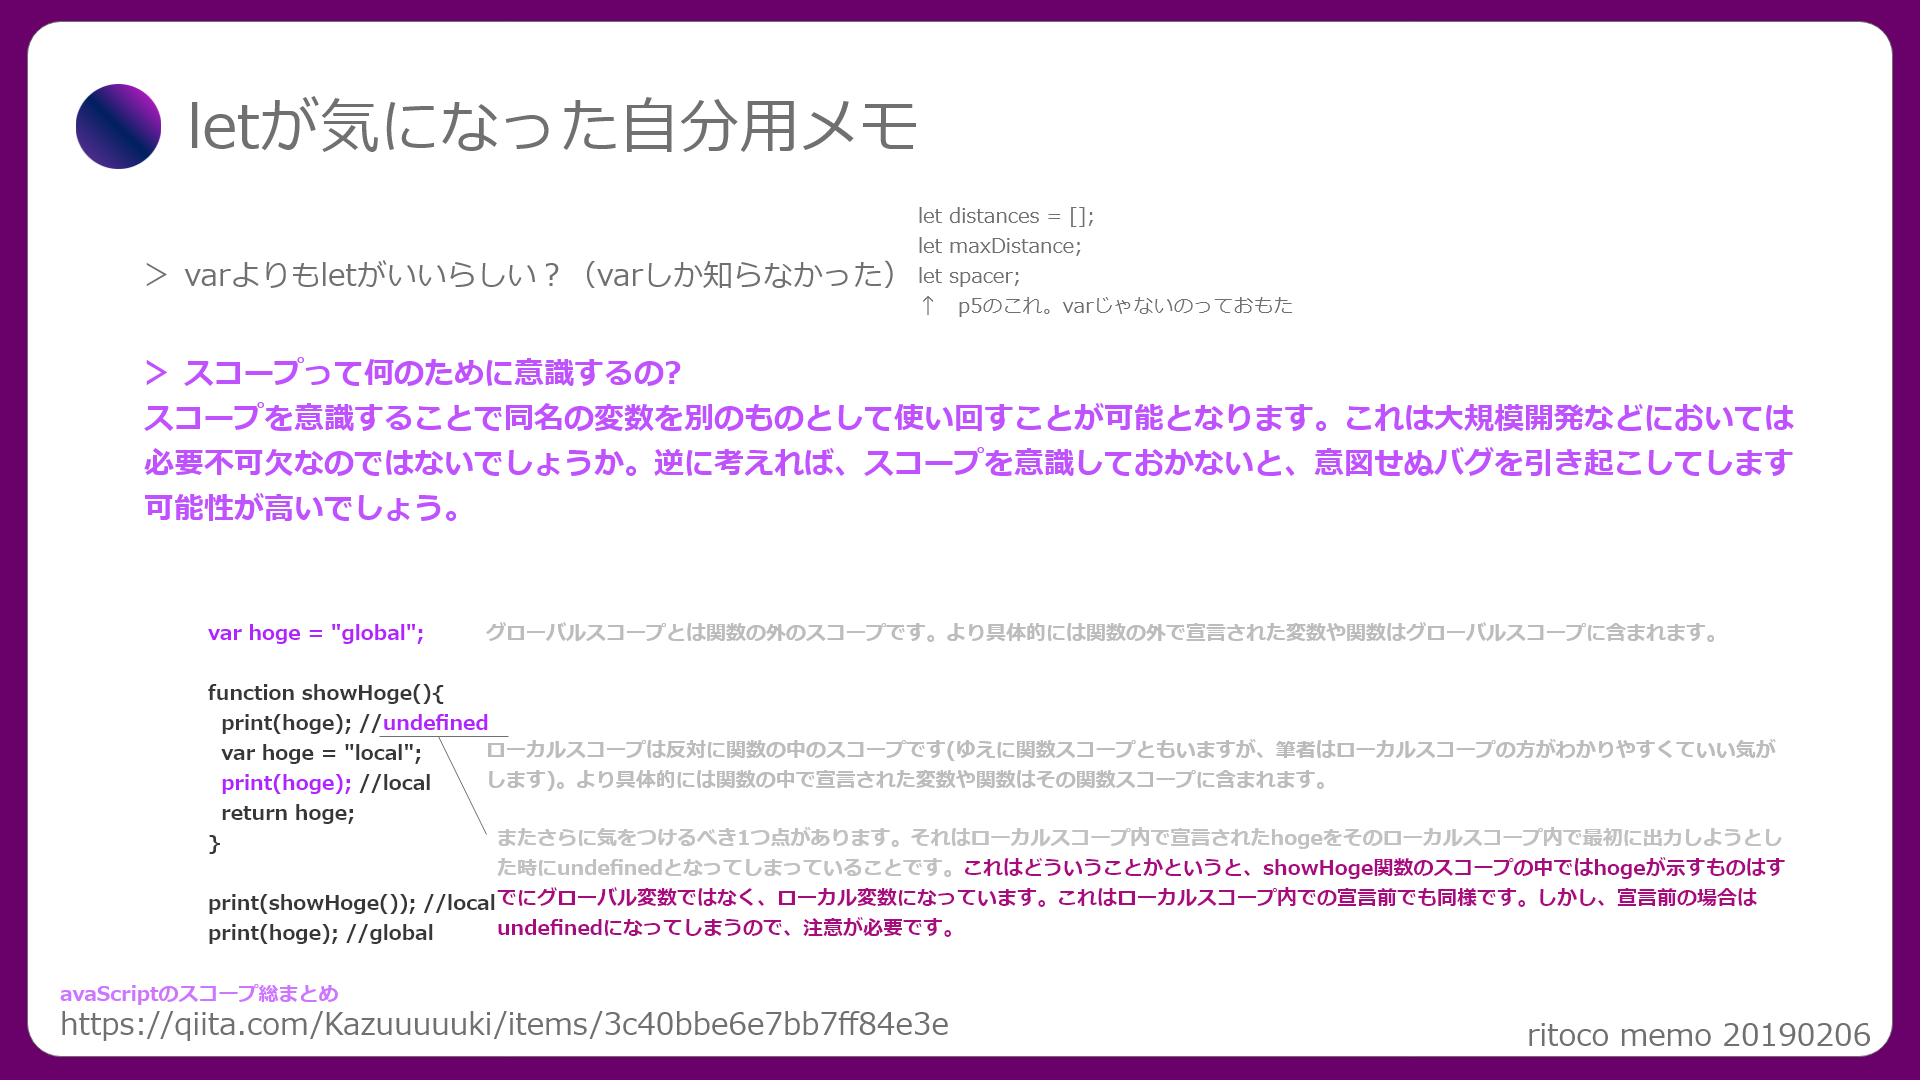 letが気になった自分用メモ
let distances = [];
let maxDistance;
let spacer;
↑　p5のこれ。varじゃないのっておもた
＞ varよりもletがいいらしい？（varしか知らなかった）
＞ スコープって何のために意識するの?
スコープを意識することで同名の変数を別のものとして使い回すことが可能となります。これは大規模開発などにおいては
必要不可欠なのではないでしょうか。逆に考えれば、スコープを意識しておかないと、意図せぬバグを引き起こしてします
可能性が高いでしょう。
var hoge = "global";
グローバルスコープとは関数の外のスコープです。より具体的には関数の外で宣言された変数や関数はグローバルスコープに含まれます。
function showHoge(){
print(hoge); //undefined
var hoge = "local";
print(hoge); //local
return hoge;
}
print(showHoge()); //local
print(hoge); //global
ローカルスコープは反対に関数の中のスコープです(ゆえに関数スコープともいますが、筆者はローカルスコープの方がわかりやすくていい気が
します)。より具体的には関数の中で宣言された変数や関数はその関数スコープに含まれます。
またさらに気をつけるべき1つ点があります。それはローカルスコープ内で宣言されたhogeをそのローカルスコープ内で最初に出力しようとし
た時にundefinedとなってしまっていることです。これはどういうことかというと、showHoge関数のスコープの中ではhogeが示すものはす
でにグローバル変数ではなく、ローカル変数になっています。これはローカルスコープ内での宣言前でも同様です。しかし、宣言前の場合は
undefinedになってしまうので、注意が必要です。
avaScriptのスコープ総まとめ
https://qiita.com/Kazuuuuuki/items/3c40bbe6e7bb7ff84e3e
ritoco memo 20190206